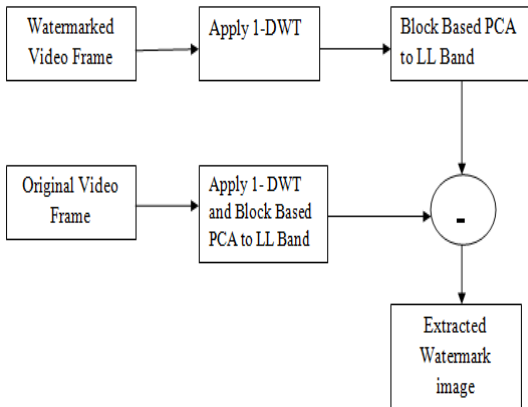 Watermarked
Video Frame
Apply 1-DWT
Block Based PCA
to LL Band
Original Video
Frame
Apply 1- DWT
and Block Based
PCA to LL Band
-
Extracted
Watermark
image